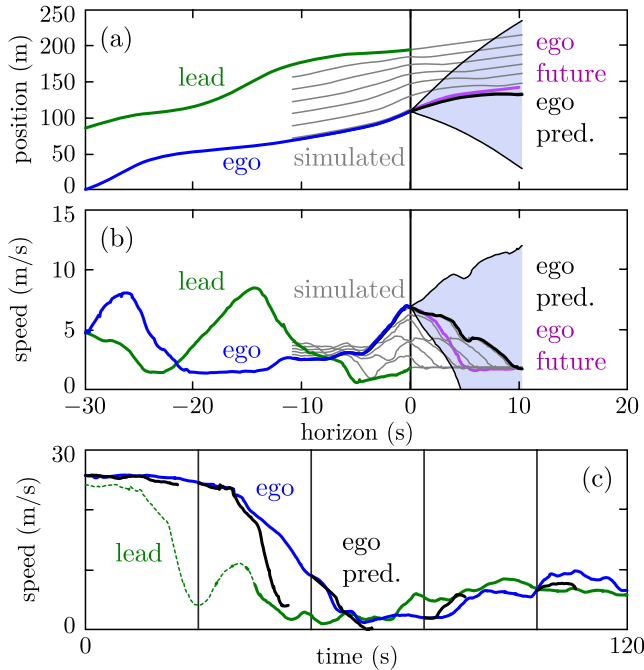 (a)
250
200
150
100
50
0
position (m)
lead
ego
simulated
ego
future
ego
pred.
(b)
15
10
5
0
speed (m/s)
lead
ego
simulated
ego
pred.
ego
future
−30 −20 −10 0 10 20
horizon (s)
(c)
30
0
speed (m/s)
lead
ego
ego
pred.
0 120
time (s)